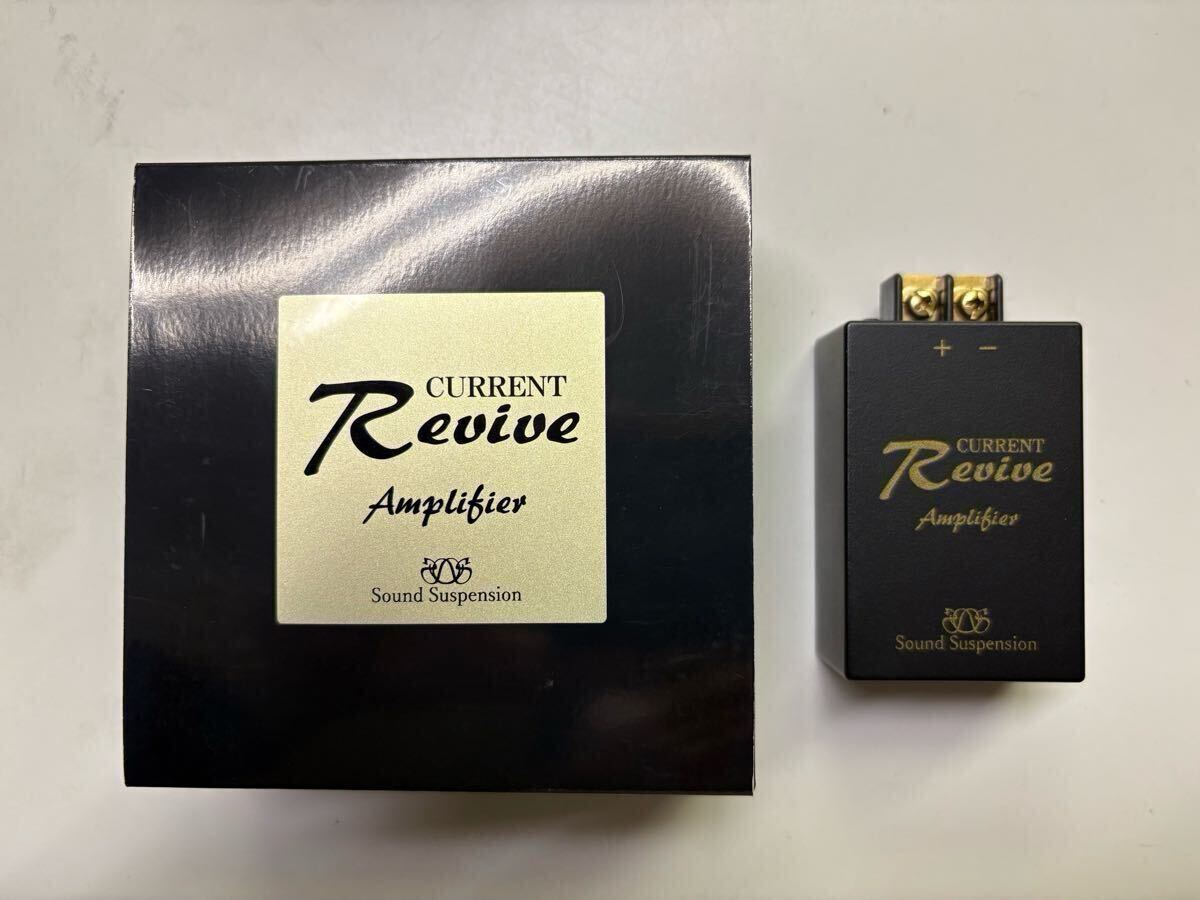 CURRENT
Revive
Amplifier
Sound Suspension
+ −
CURRENT
Revive
Amplifier
Sound Suspension